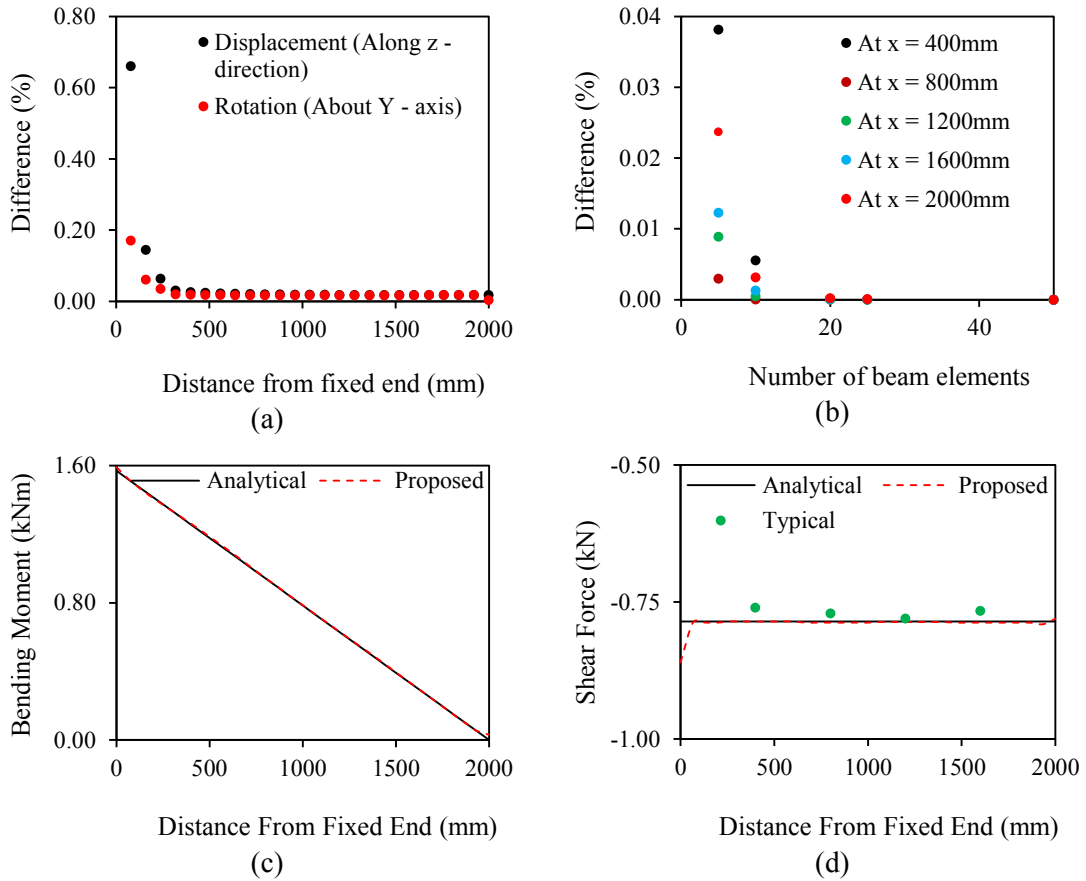 0.80
0.60
0.40
0.20
0.00
Difference (%)
Displacement (Along z -
direction)
Rotation (About Y - axis)
0 500 1000 1500 2000
Distance from fixed end (mm)
(a)
0.04
0.03
0.02
0.01
0.00
Difference (%)
At x = 400mm
At x = 800mm
At x = 1200mm
At x = 1600mm
At x = 2000mm
0 20 40
Number of beam elements
(b)
1.60
0.80
0.00
Bending Moment (kNm)
Analytical Proposed
0 500 1000 1500 2000
Distance From Fixed End (mm)
(c)
-0.50
-0.75
-1.00
Shear Force (kN)
Analytical Proposed
Typical
0 500 1000 1500 2000
Distance From Fixed End (mm)
(d)